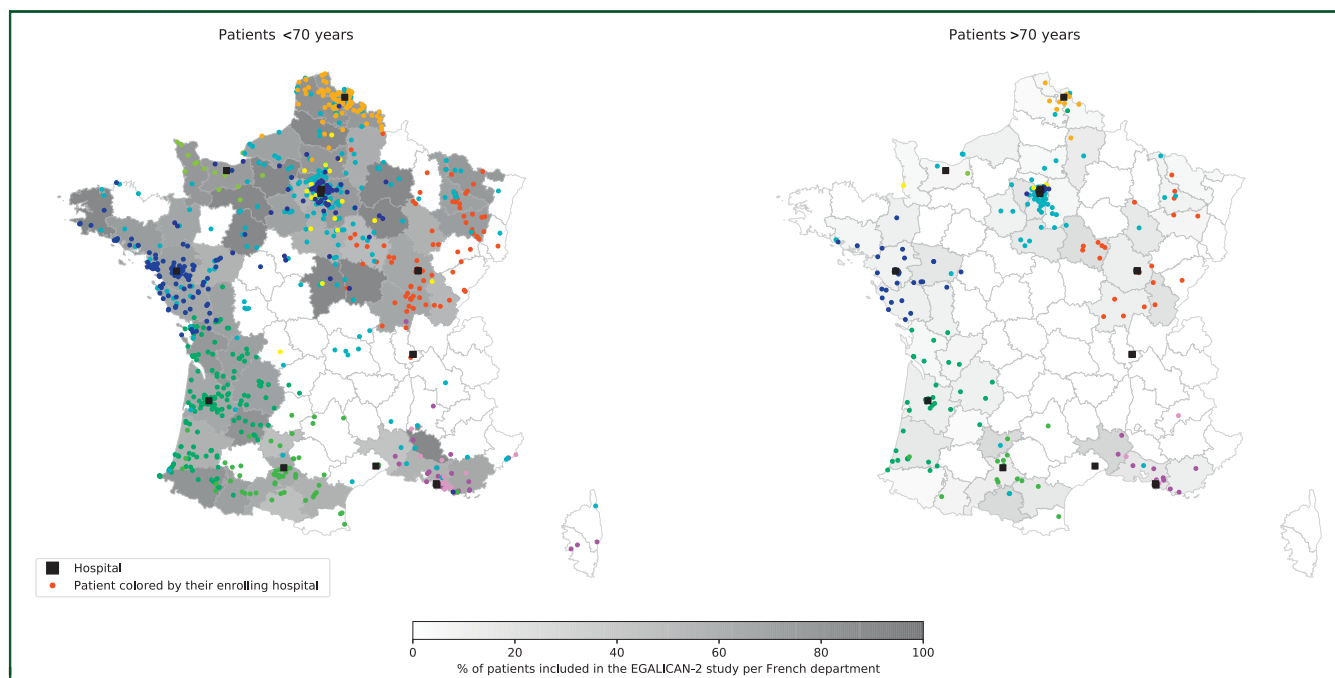 Patients <70 years
Patients >70 years
Hospital
Patient colored by their enrolling hospital
0 20 40 60 80 100
% of patients included in the EGALICAN-2 study per French department